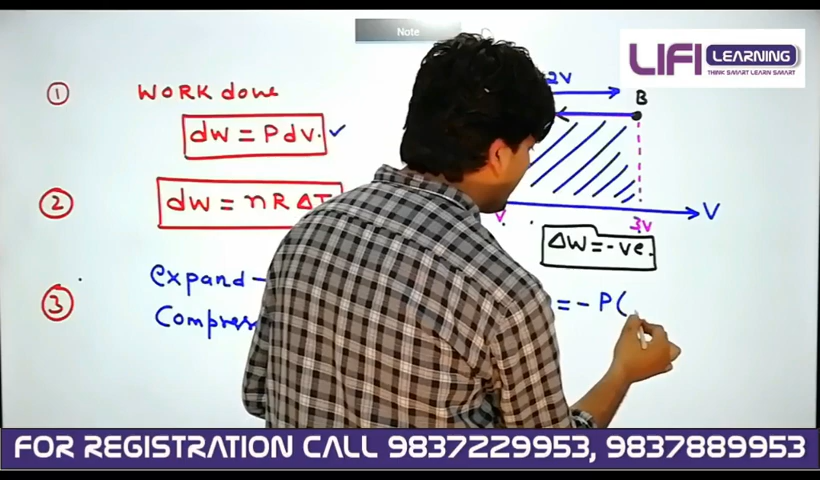 Note
LIFI LEARNING
THINK SMART LEARN SMART
① WORK done
dW = P dV. ✓
② dW = nRΔT
③ Expand -
Compress
2V
B
V
V.
3V
ΔW = -ve.
= - P (
FOR REGISTRATION CALL 9837229953, 9837889953